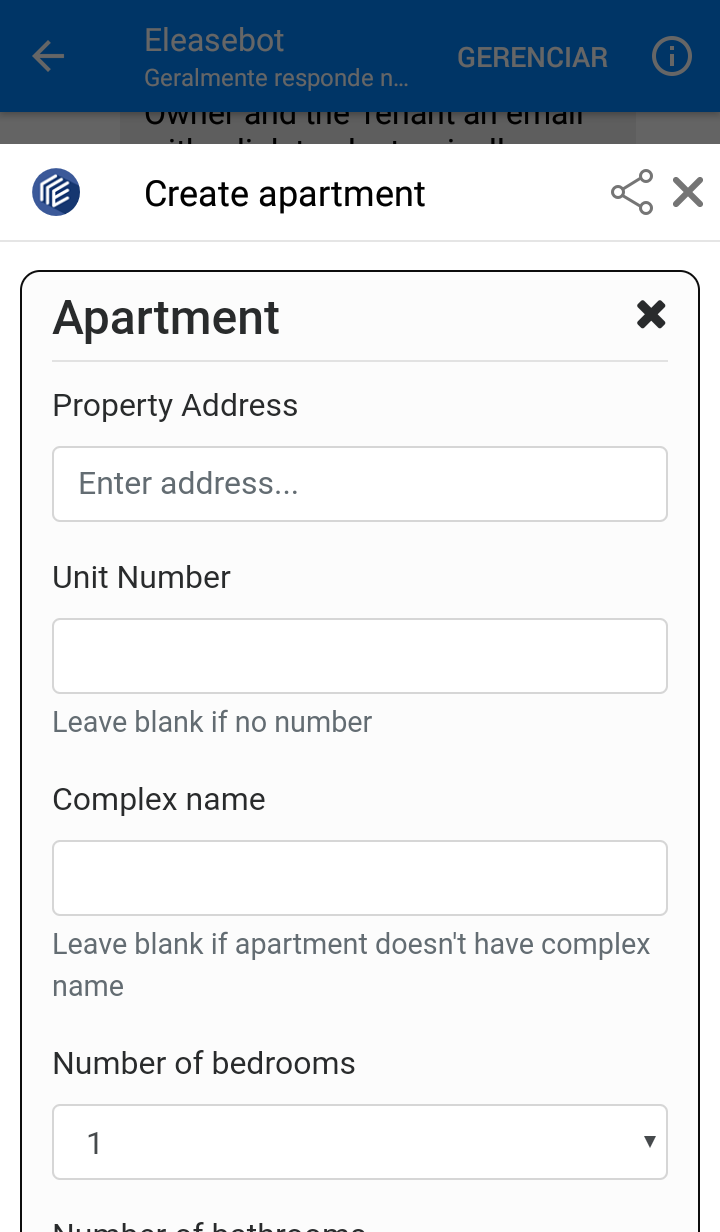 Eleasebot
Geralmente responde n...
GERENCIAR
Owner and the Tenant an email
Create apartment
Apartment
Property Address
Enter address...
Unit Number
Leave blank if no number
Complex name
Leave blank if apartment doesn't have complex
name
Number of bedrooms
1
Number of bathrooms